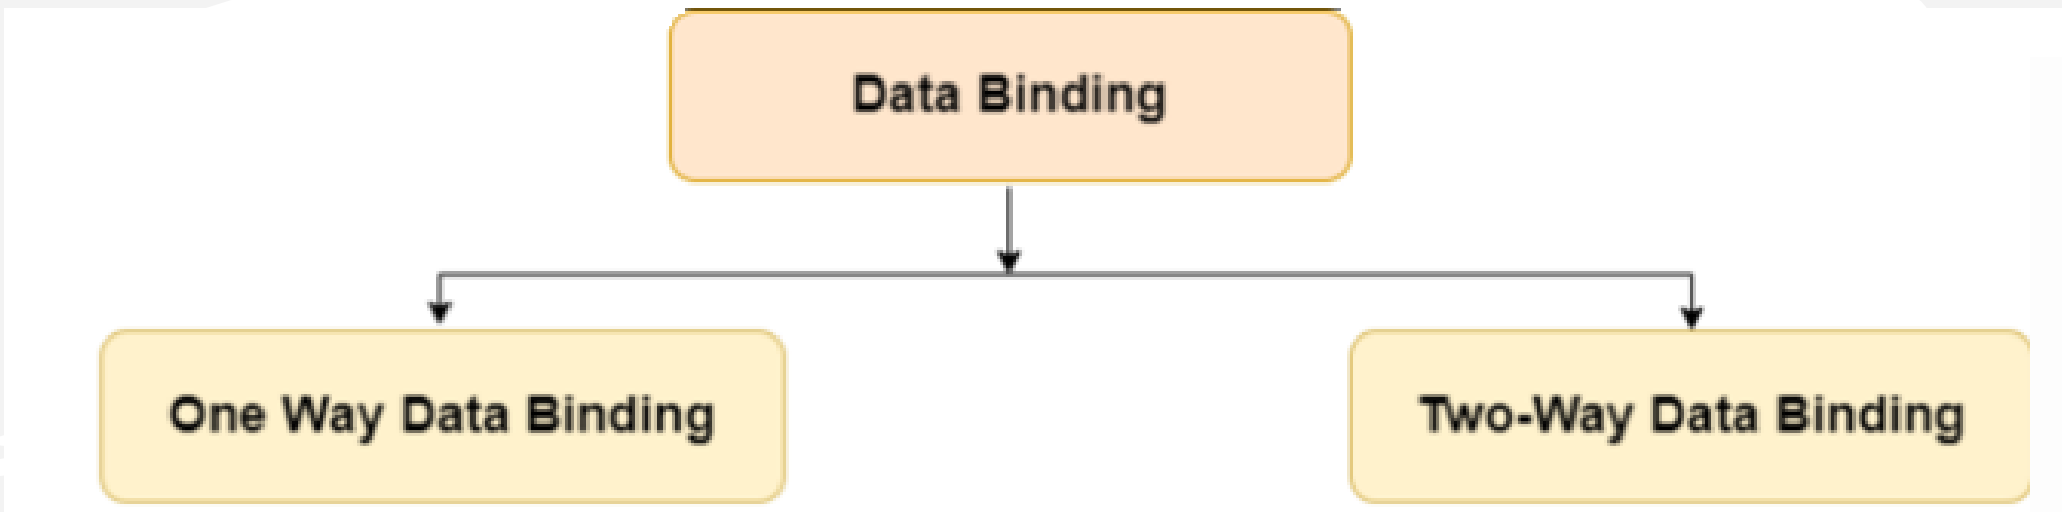 Data Binding
One Way Data Binding
Two-Way Data Binding